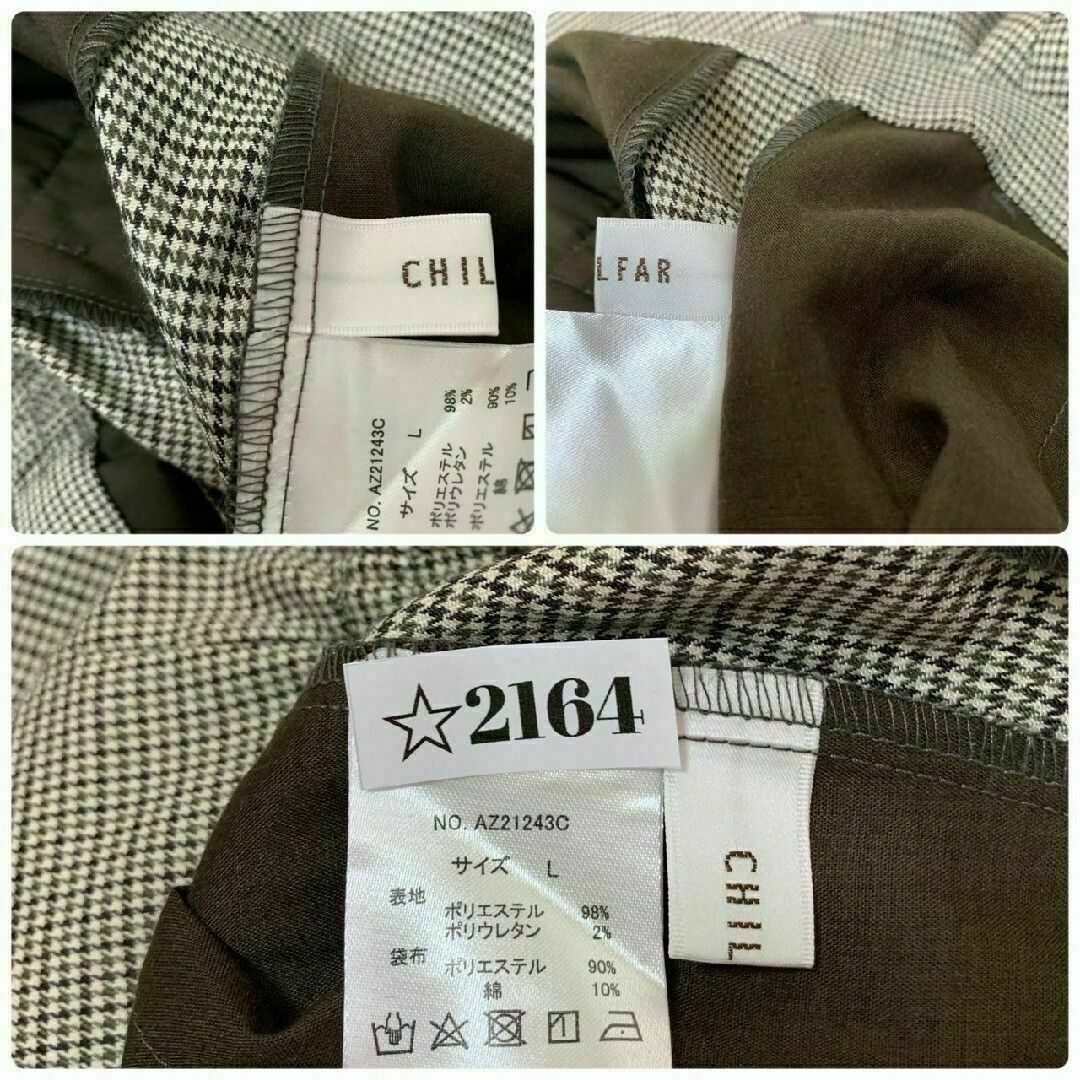 CHIL
NO. AZ21243C
サイズ L
ポリエステル 98%
ポリウレタン 2%
ポリエステル 90%
綿 10%
LFAR
☆2164
NO. AZ21243C
サイズ L
表地
ポリエステル 98%
ポリウレタン 2%
袋布
ポリエステル 90%
綿 10%
CHIL